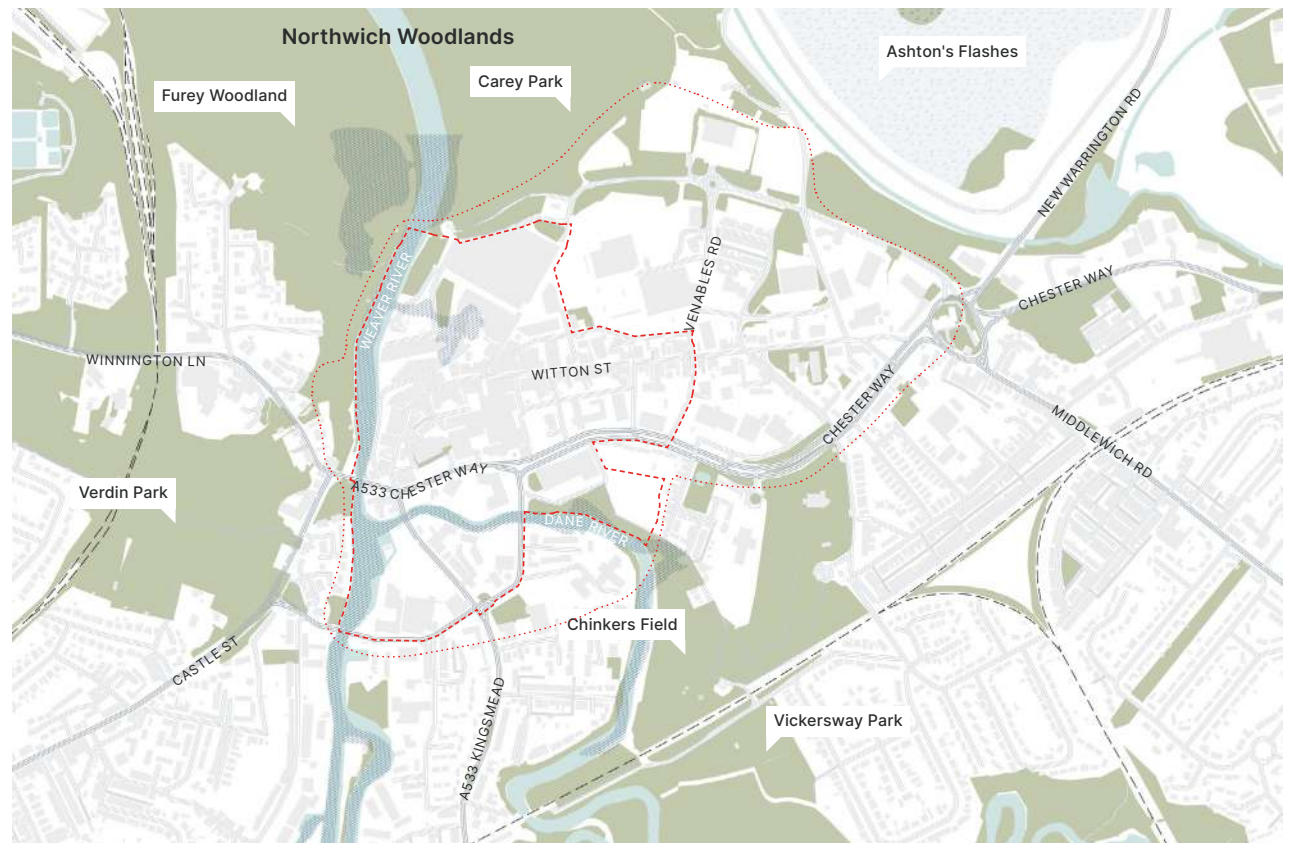 Northwich Woodlands
Ashton's Flashes
Carey Park
Furey Woodland
NEW WARRINGTON RD
VENABLES RD
CHESTER WAY
WEAVER RIVER
WINNINGTON LN
WITTON ST
CHESTER WAY
MIDDLEWICH RD
A533 CHESTER WAY
Verdin Park
DANE RIVER
Chinkers Field
CASTLE ST
A533 KINGSMEAD
Vickersway Park